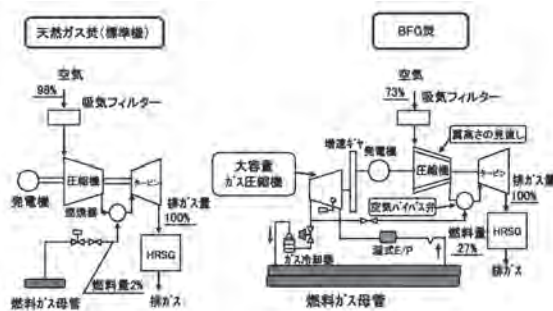 天然ガス焚(標準機)
空気
98%
吸気フィルター
圧縮機
タービン
発電機
燃焼器
排ガス量
100%
HRSG
燃料量2%
排ガス
燃料ガス母管
BFG焚
空気
73%
吸気フィルター
増速ギヤ
発電機
翼高さの見直し
大容量
ガス圧縮機
圧縮機
タービン
空気バイパス弁
排ガス量
100%
燃料量
27%
HRSG
湿式E/P
ガス冷却器
排ガス
燃料ガス母管